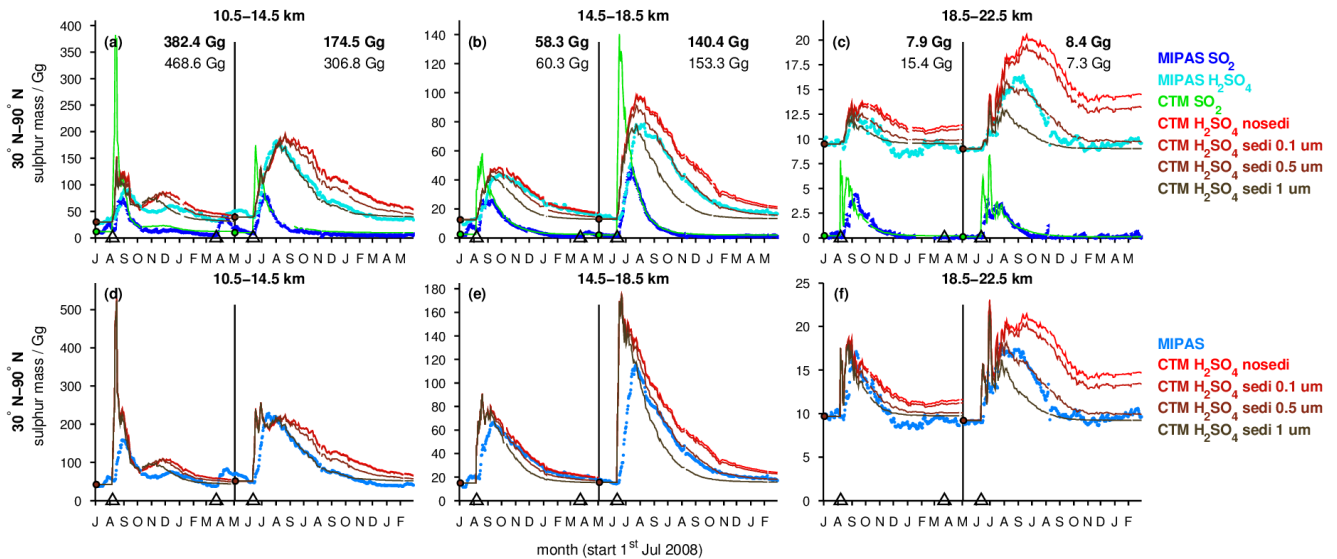 10.5–14.5 km
14.5–18.5 km
18.5–22.5 km
30° N–90° N
sulphur mass / Gg
400
350
300
250
200
150
100
50
0
(a)
382.4 Gg
468.6 Gg
174.5 Gg
306.8 Gg
J A S O N D J F M A M J J A S O N D J F M A M
140
120
100
80
60
40
20
0
(b)
58.3 Gg
60.3 Gg
140.4 Gg
153.3 Gg
J A S O N D J F M A M J J A S O N D J F M A M
20
17.5
15
12.5
10
7.5
5
2.5
0
(c)
7.9 Gg
15.4 Gg
8.4 Gg
7.3 Gg
J A S O N D J F M A M J J A S O N D J F M A M
MIPAS SO₂
MIPAS H₂SO₄
CTM SO₂
CTM H₂SO₄ nosedi
CTM H₂SO₄ sedi 0.1 um
CTM H₂SO₄ sedi 0.5 um
CTM H₂SO₄ sedi 1 um
10.5–14.5 km
14.5–18.5 km
18.5–22.5 km
30° N–90° N
sulphur mass / Gg
500
400
300
200
100
0
(d)
J A S O N D J F M A M J J A S O N D J F
180
160
140
120
100
80
60
40
20
0
(e)
J A S O N D J F M A M J J A S O N D J F
25
20
15
10
5
0
(f)
J A S O N D J F M A M J J A S O N D J F
MIPAS
CTM H₂SO₄ nosedi
CTM H₂SO₄ sedi 0.1 um
CTM H₂SO₄ sedi 0.5 um
CTM H₂SO₄ sedi 1 um
month (start 1ˢᵗ Jul 2008)